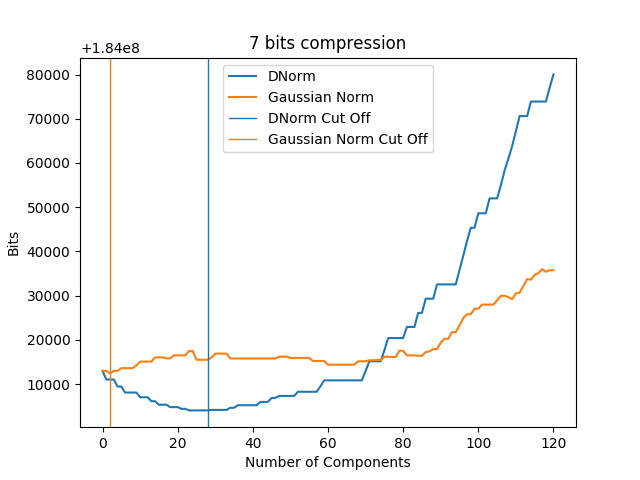 7 bits compression
+1.84e8
80000
70000
60000
50000
40000
30000
20000
10000
Bits
DNorm
Gaussian Norm
DNorm Cut Off
Gaussian Norm Cut Off
0 20 40 60 80 100 120
Number of Components